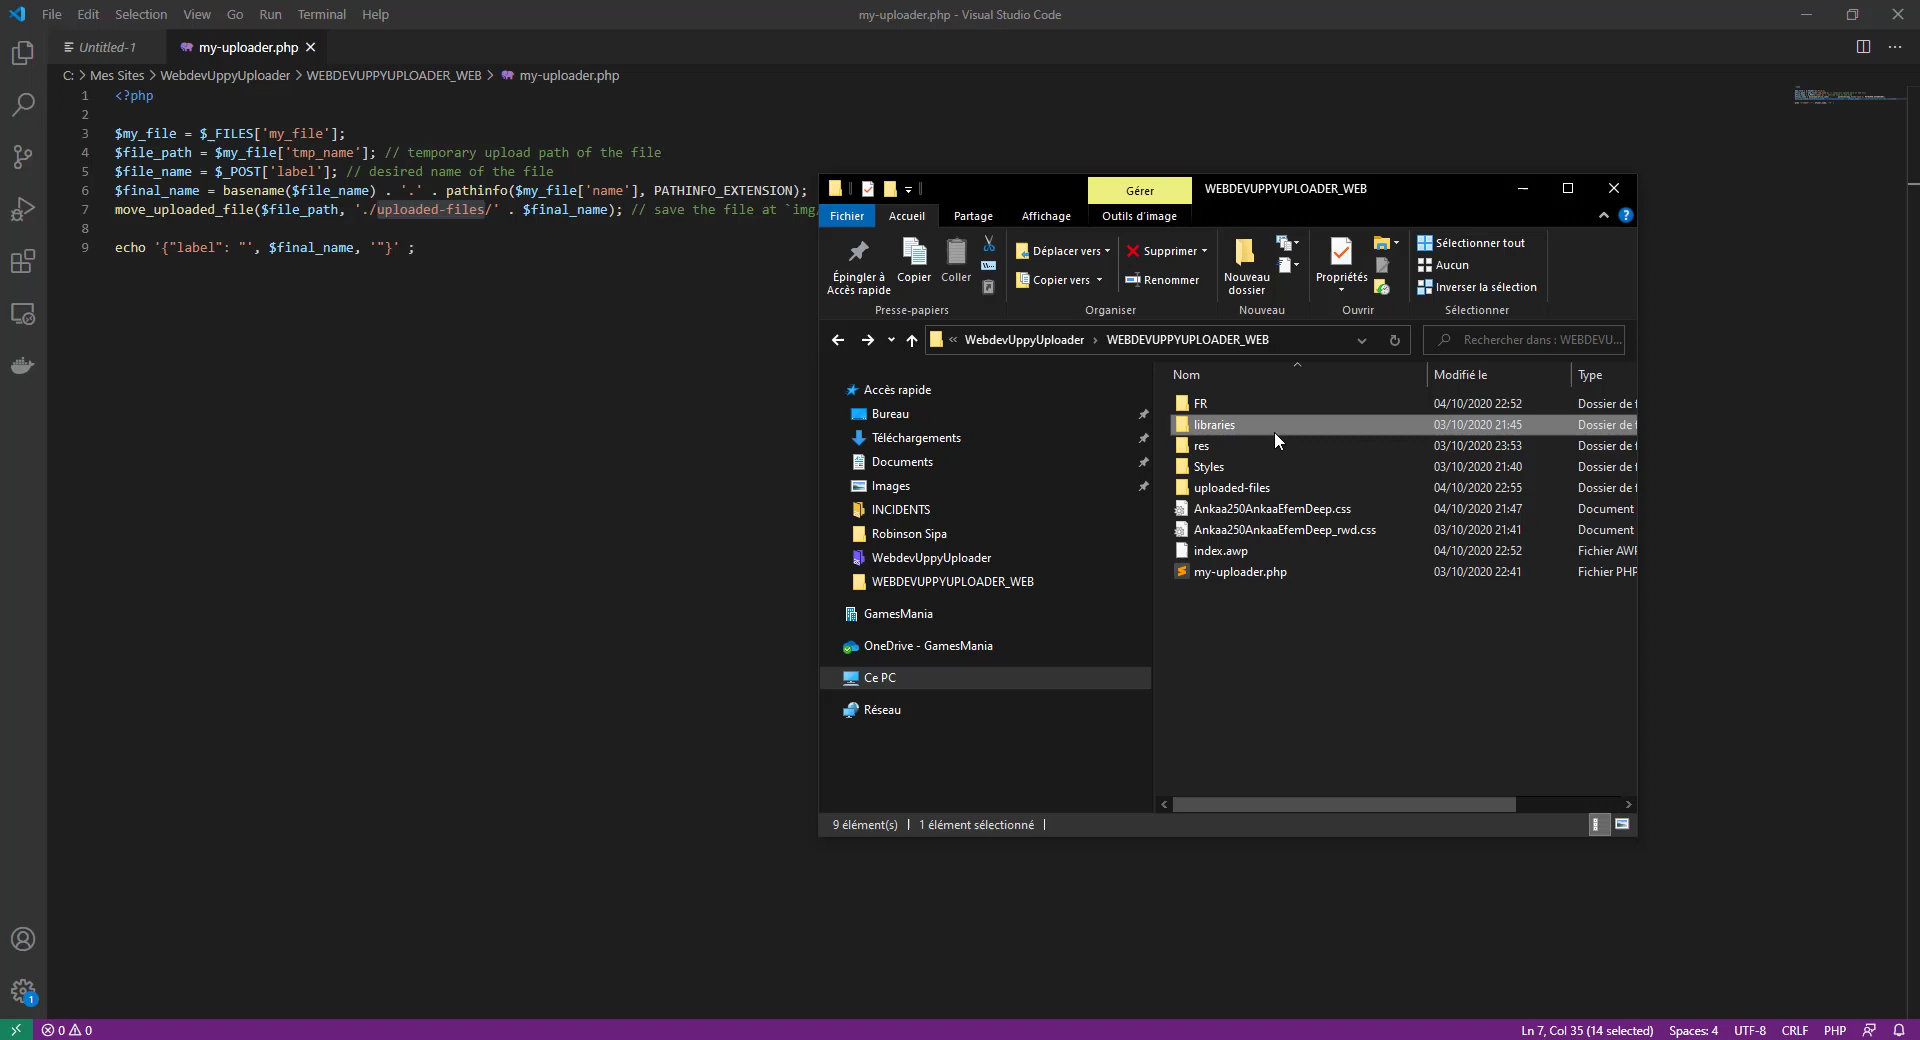 File Edit Selection View Go Run Terminal Help
my-uploader.php - Visual Studio Code
Untitled-1
my-uploader.php
C: > Mes Sites > WebdevUppyUploader > WEBDEVUPPYUPLOADER_WEB > my-uploader.php
1 <?php
2
3 $my_file = $_FILES['my_file'];
4 $file_path = $my_file['tmp_name']; // temporary upload path of the file
5 $file_name = $_POST['label']; // desired name of the file
6 $final_name = basename($file_name) . '.' . pathinfo($my_file['name'], PATHINFO_EXTENSION);
7 move_uploaded_file($file_path, './uploaded-files/' . $final_name); // save the file at `img/
8
9 echo '{"label": "', $final_name, '"}' ;
Gérer
WEBDEVUPPYUPLOADER_WEB
Fichier Accueil Partage Affichage Outils d'image
Épingler à
Accès rapide
Copier
Coller
Déplacer vers
Copier vers
Supprimer
Renommer
Nouveau
dossier
Propriétés
Sélectionner tout
Aucun
Inverser la sélection
Presse-papiers Organiser Nouveau Ouvrir Sélectionner
« WebdevUppyUploader › WEBDEVUPPYUPLOADER_WEB
Rechercher dans : WEBDEVU...
Accès rapide
Bureau
Téléchargements
Documents
Images
INCIDENTS
Robinson Sipa
WebdevUppyUploader
WEBDEVUPPYUPLOADER_WEB
GamesMania
OneDrive - GamesMania
Ce PC
Réseau
Nom Modifié le Type
FR 04/10/2020 22:52 Dossier de f
libraries 03/10/2020 21:45 Dossier de f
res 03/10/2020 23:53 Dossier de f
Styles 03/10/2020 21:40 Dossier de f
uploaded-files 04/10/2020 22:55 Dossier de f
Ankaa250AnkaaEfemDeep.css 04/10/2020 21:47 Document
Ankaa250AnkaaEfemDeep_rwd.css 03/10/2020 21:41 Document
index.awp 04/10/2020 22:52 Fichier AWP
my-uploader.php 03/10/2020 22:41 Fichier PHP
9 élément(s) | 1 élément sélectionné |
1
0 0
Ln 7, Col 35 (14 selected) Spaces: 4 UTF-8 CRLF PHP